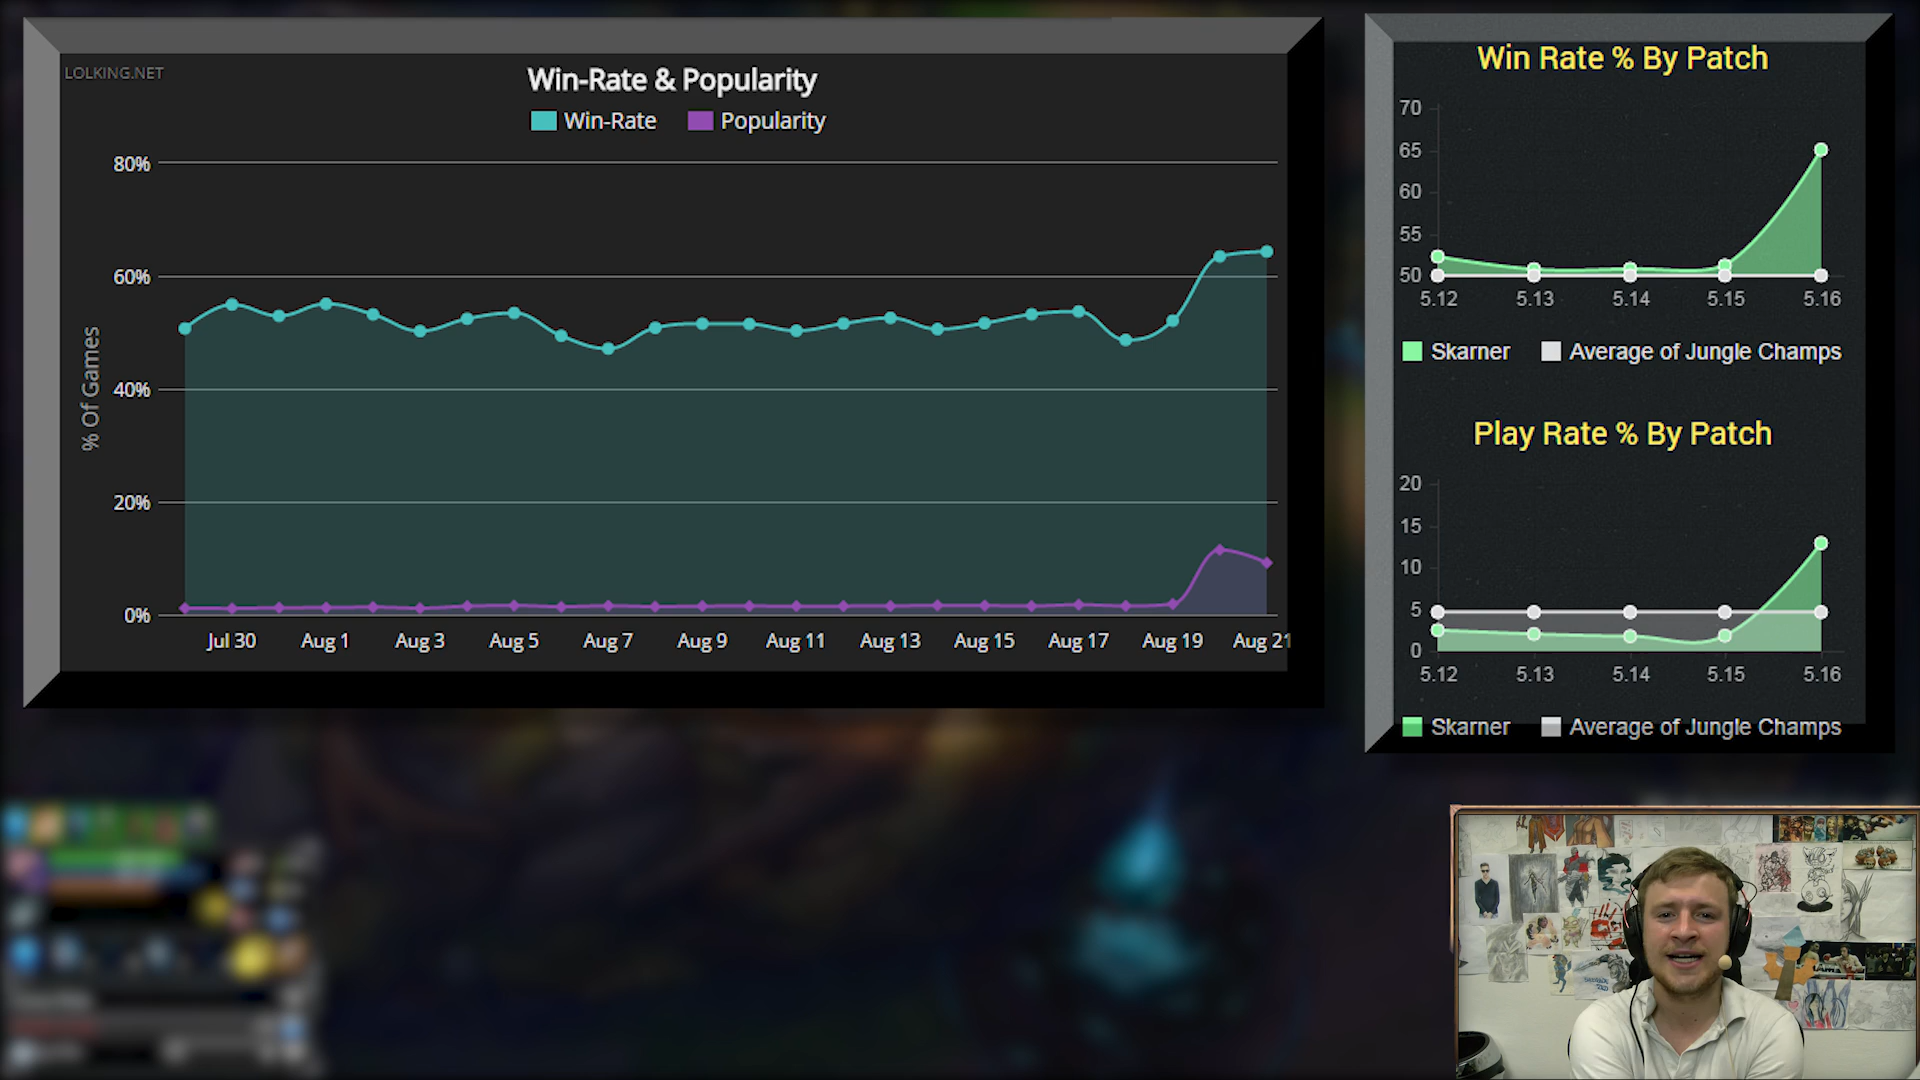 LOLKING.NET
Win-Rate & Popularity
Win-Rate Popularity
80%
60%
40%
20%
0%
% Of Games
Jul 30 Aug 1 Aug 3 Aug 5 Aug 7 Aug 9 Aug 11 Aug 13 Aug 15 Aug 17 Aug 19 Aug 21
Win Rate % By Patch
70
65
60
55
50
5.12 5.13 5.14 5.15 5.16
Skarner Average of Jungle Champs
Play Rate % By Patch
20
15
10
5
0
5.12 5.13 5.14 5.15 5.16
Skarner Average of Jungle Champs